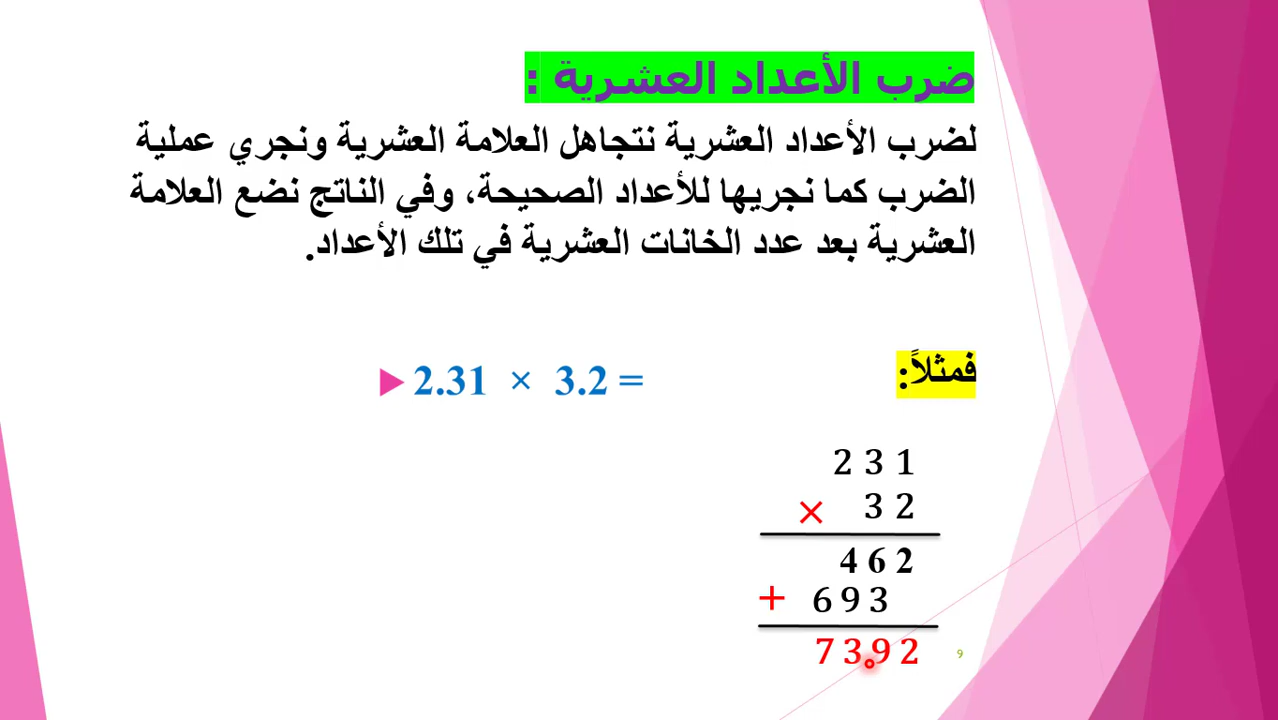 ضرب الأعداد العشرية :
لضرب الأعداد العشرية نتجاهل العلامة العشرية ونجري عملية
الضرب كما نجريها للأعداد الصحيحة، وفي الناتج نضع العلامة
العشرية بعد عدد الخانات العشرية في تلك الأعداد.
فمثلاً:
2.31 × 3.2 =
2 3 1
× 3 2
4 6 2
+ 6 9 3
7 3 9 2
9